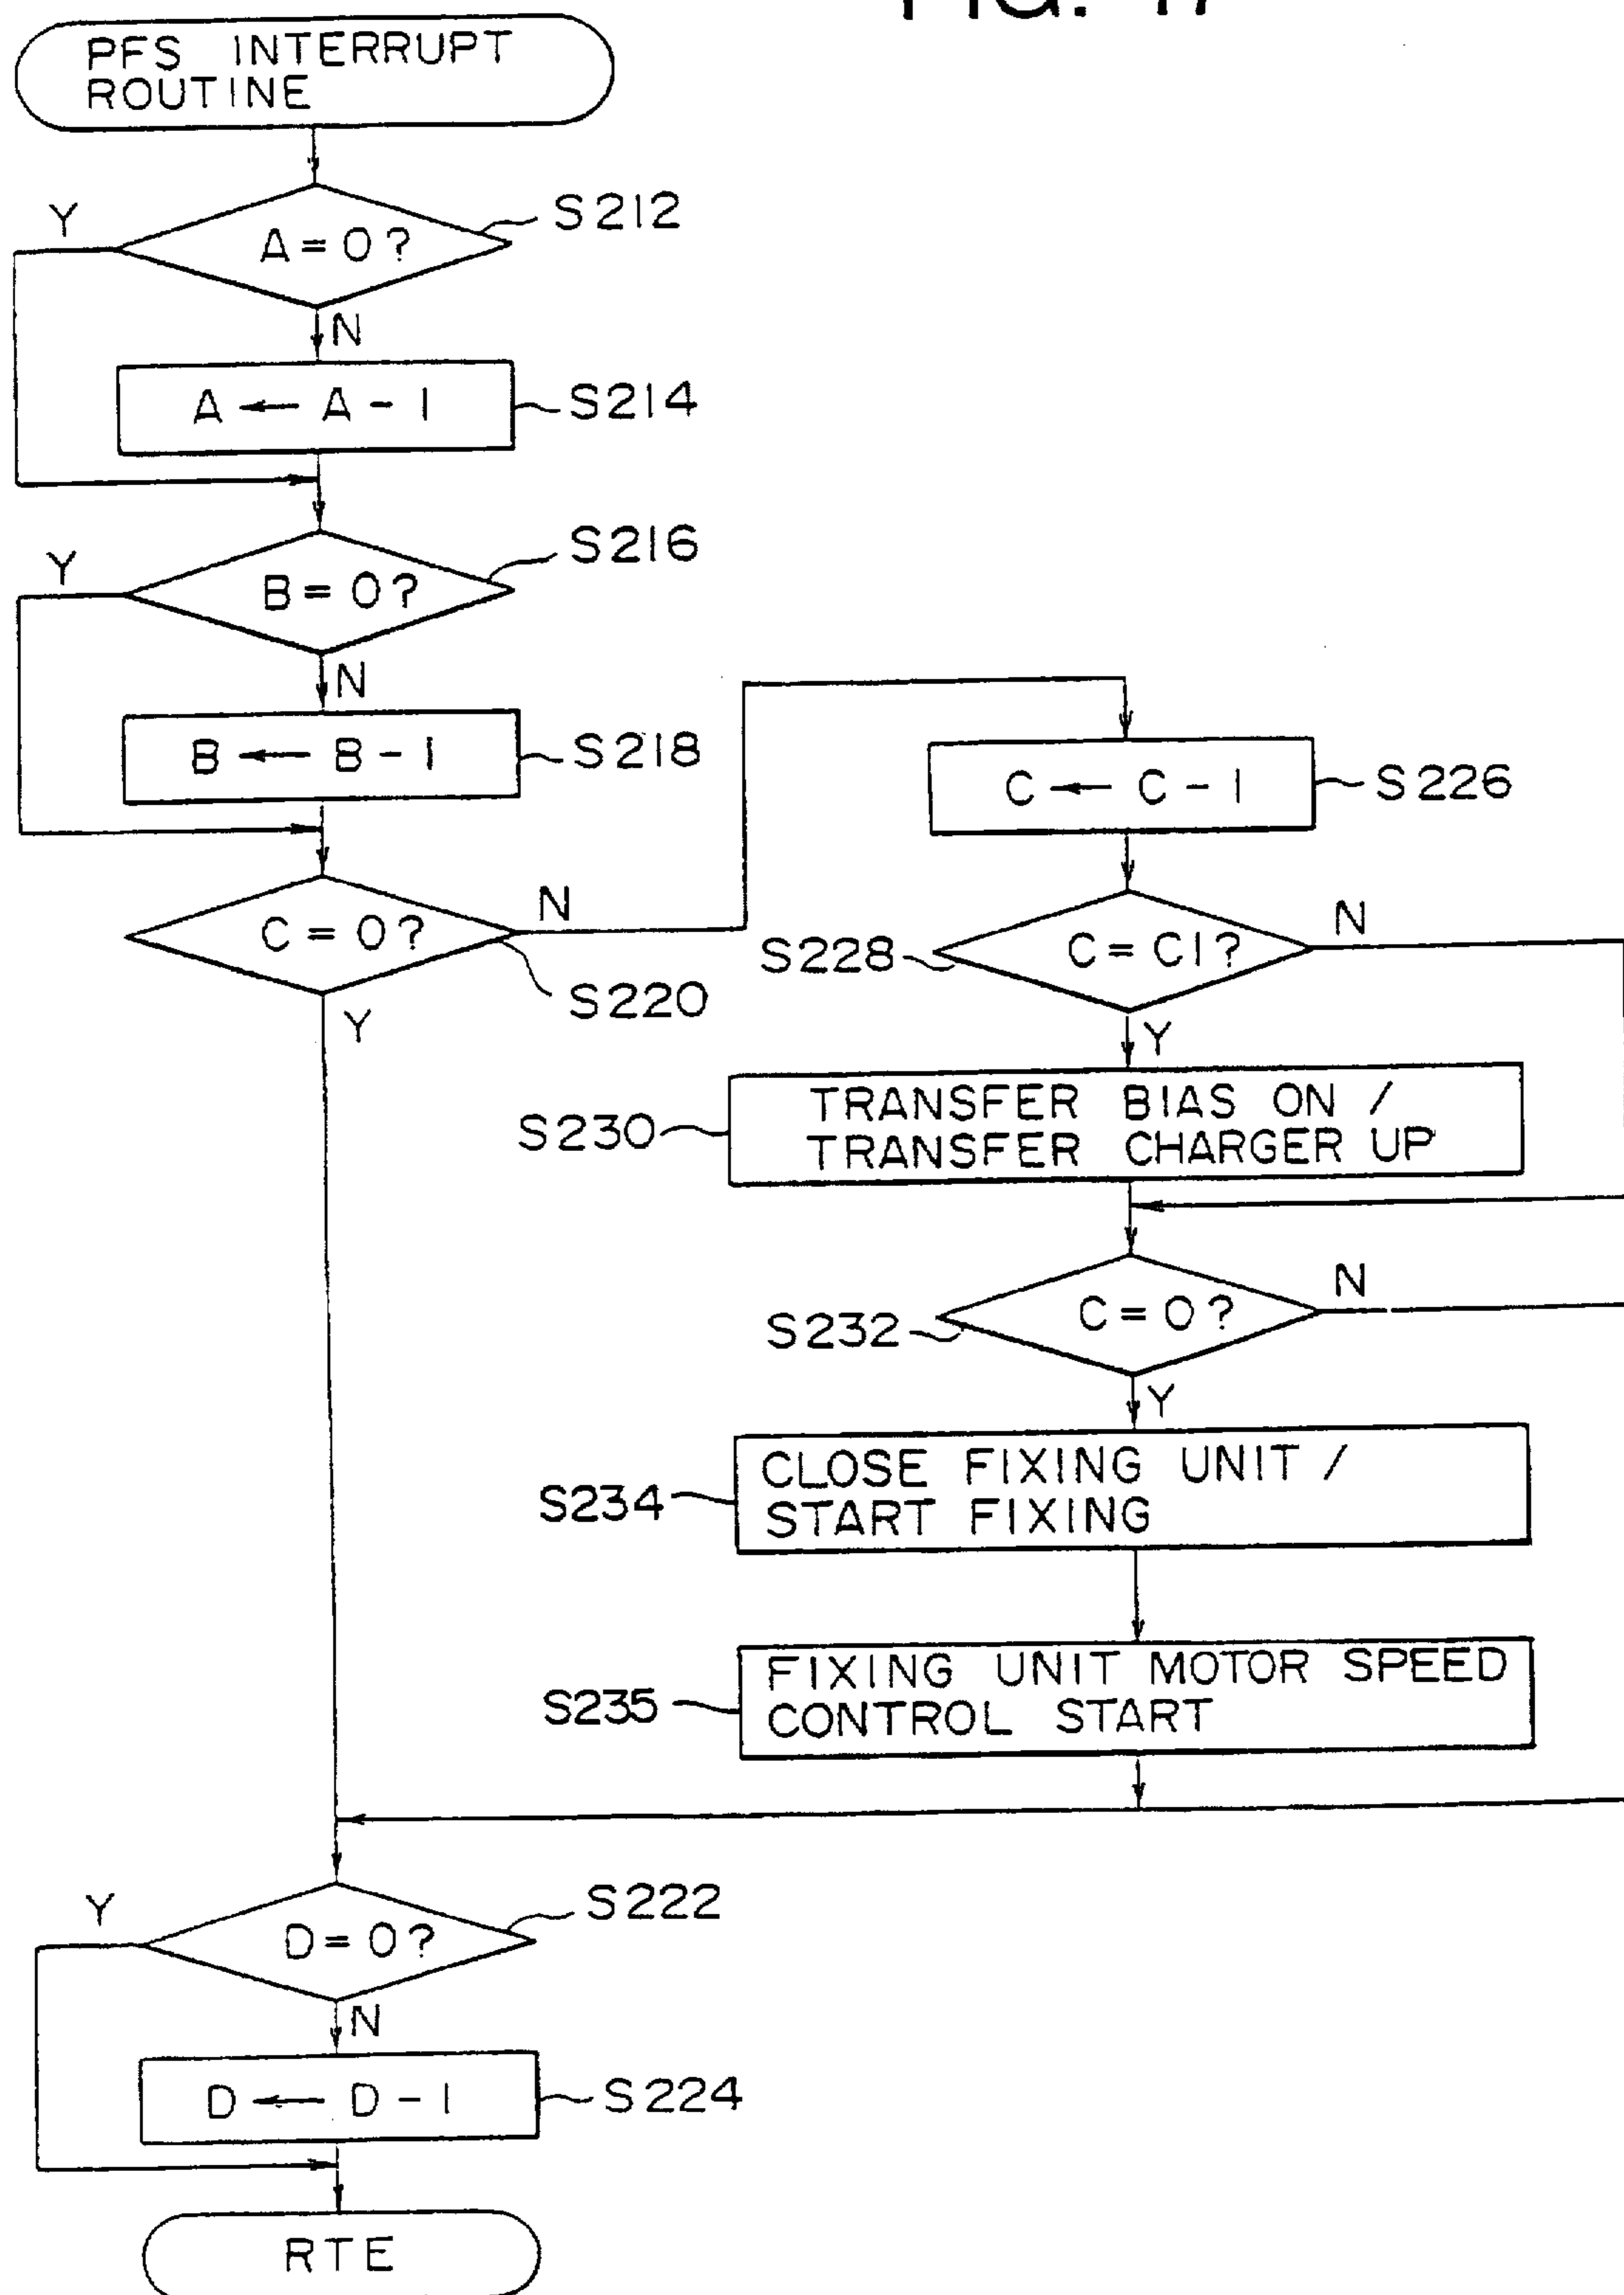 PFS INTERRUPT
ROUTINE
S212
Y
A = 0 ?
N
A ← A - 1
S214
S216
Y
B = 0 ?
N
B ← B - 1
S218
C = 0 ?
N
S220
Y
C ← C - 1
S226
S228
C = C1 ?
N
Y
S230
TRANSFER BIAS ON /
TRANSFER CHARGER UP
S232
C = 0 ?
N
Y
S234
CLOSE FIXING UNIT /
START FIXING
S235
FIXING UNIT MOTOR SPEED
CONTROL START
S222
Y
D = 0 ?
N
D ← D - 1
S224
RTE